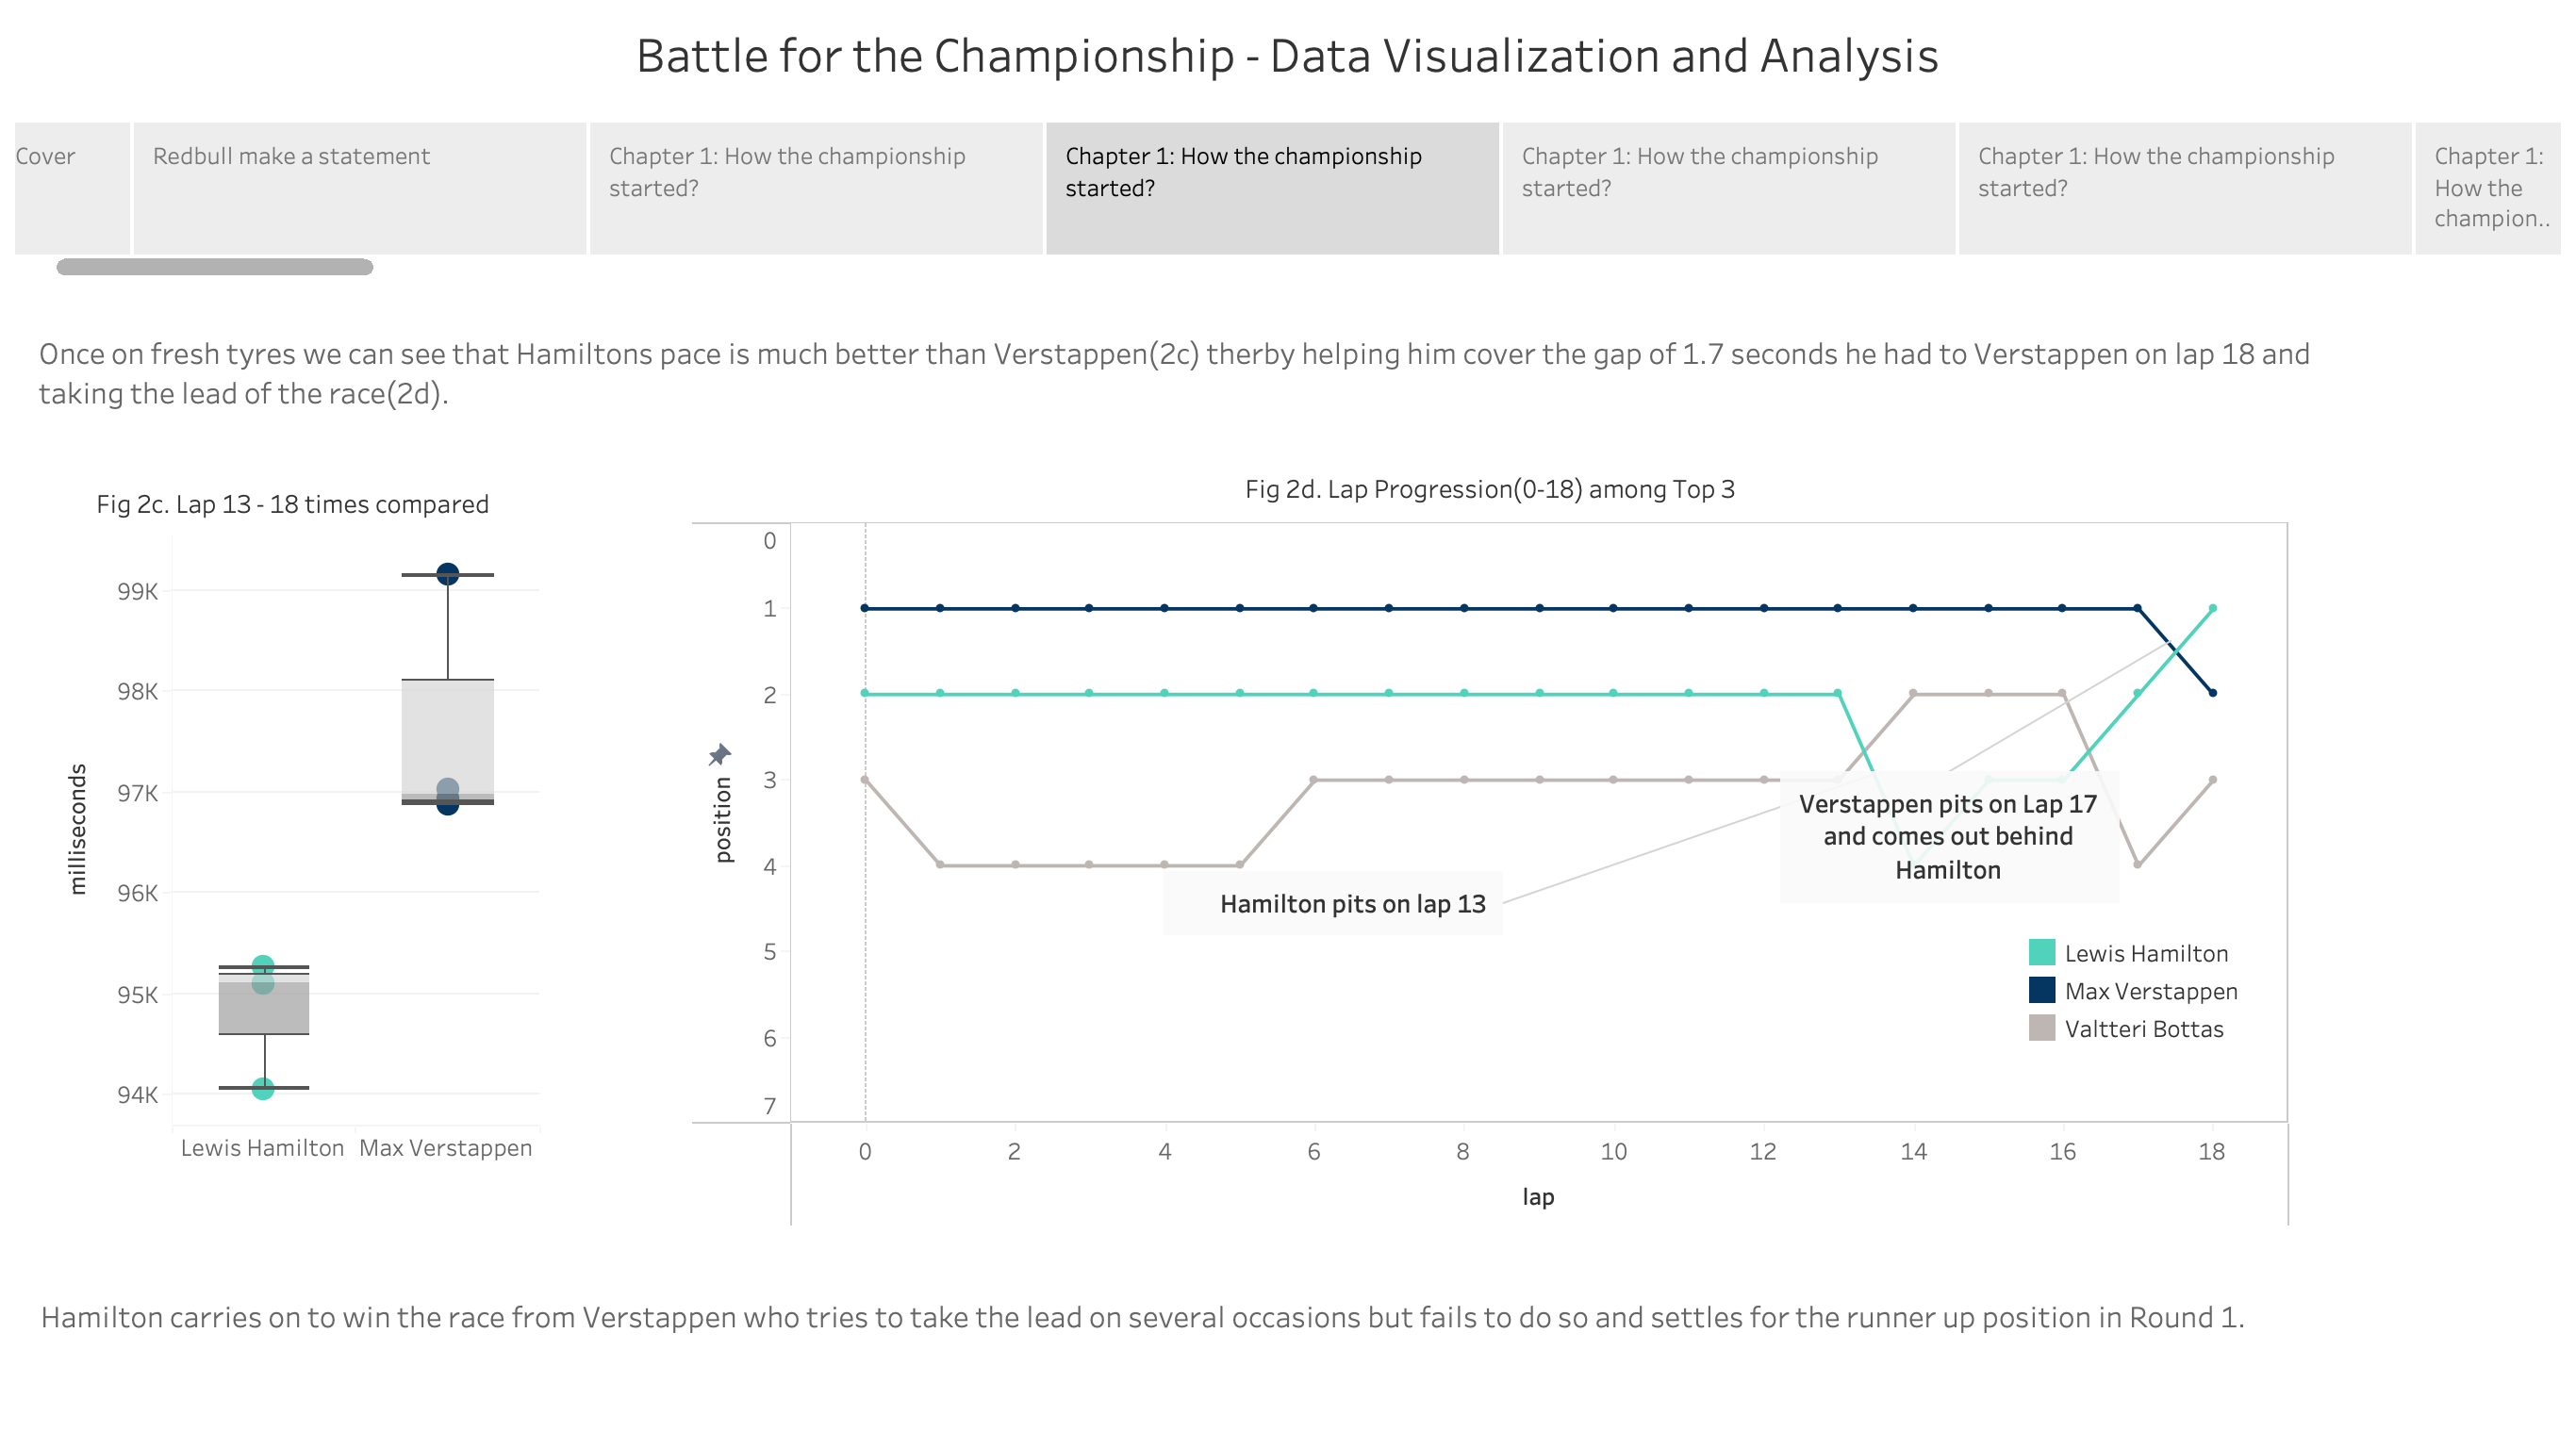 Battle for the Championship - Data Visualization and Analysis
Cover
Redbull make a statement
Chapter 1: How the championship
started?
Chapter 1: How the championship
started?
Chapter 1: How the championship
started?
Chapter 1: How the championship
started?
Chapter 1:
How the
champion..
Once on fresh tyres we can see that Hamiltons pace is much better than Verstappen(2c) therby helping him cover the gap of 1.7 seconds he had to Verstappen on lap 18 and
taking the lead of the race(2d).
Fig 2c. Lap 13 - 18 times compared
99K
98K
97K
96K
95K
94K
milliseconds
Lewis Hamilton
Max Verstappen
Fig 2d. Lap Progression(0-18) among Top 3
position
0
1
2
3
4
5
6
7
Hamilton pits on lap 13
Verstappen pits on Lap 17
and comes out behind
Hamilton
Lewis Hamilton
Max Verstappen
Valtteri Bottas
0 2 4 6 8 10 12 14 16 18
lap
Hamilton carries on to win the race from Verstappen who tries to take the lead on several occasions but fails to do so and settles for the runner up position in Round 1.